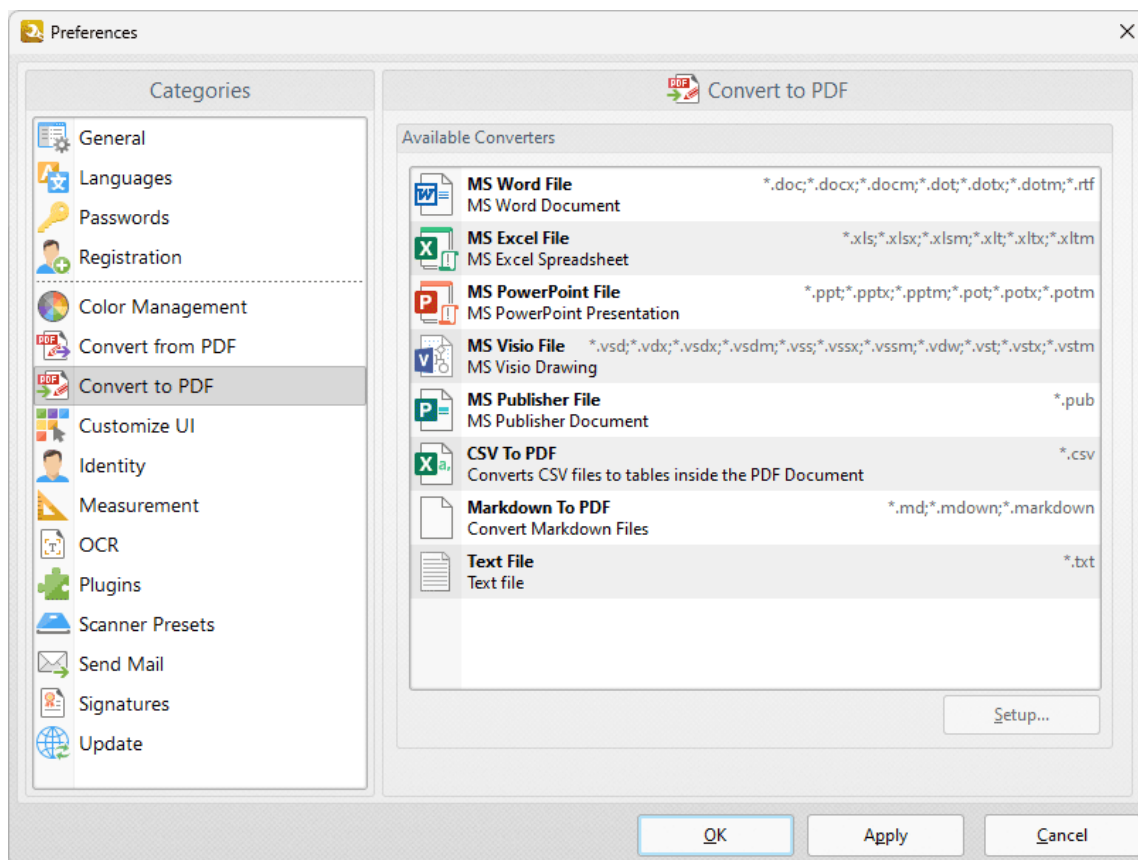 Preferences
Categories
General
Languages
Passwords
Registration
Color Management
Convert from PDF
Convert to PDF
Customize UI
Identity
Measurement
OCR
Plugins
Scanner Presets
Send Mail
Signatures
Update
Convert to PDF
Available Converters
MS Word File *.doc;*.docx;*.docm;*.dot;*.dotx;*.dotm;*.rtf
MS Word Document
MS Excel File *.xls;*.xlsx;*.xlsm;*.xlt;*.xltx;*.xltm
MS Excel Spreadsheet
MS PowerPoint File *.ppt;*.pptx;*.pptm;*.pot;*.potx;*.potm
MS PowerPoint Presentation
MS Visio File *.vsd;*.vdx;*.vsdx;*.vsdm;*.vss;*.vssx;*.vssm;*.vdw;*.vst;*.vstx;*.vstm
MS Visio Drawing
MS Publisher File *.pub
MS Publisher Document
CSV To PDF *.csv
Converts CSV files to tables inside the PDF Document
Markdown To PDF *.md;*.mdown;*.markdown
Convert Markdown Files
Text File *.txt
Text file
Setup...
OK Apply Cancel